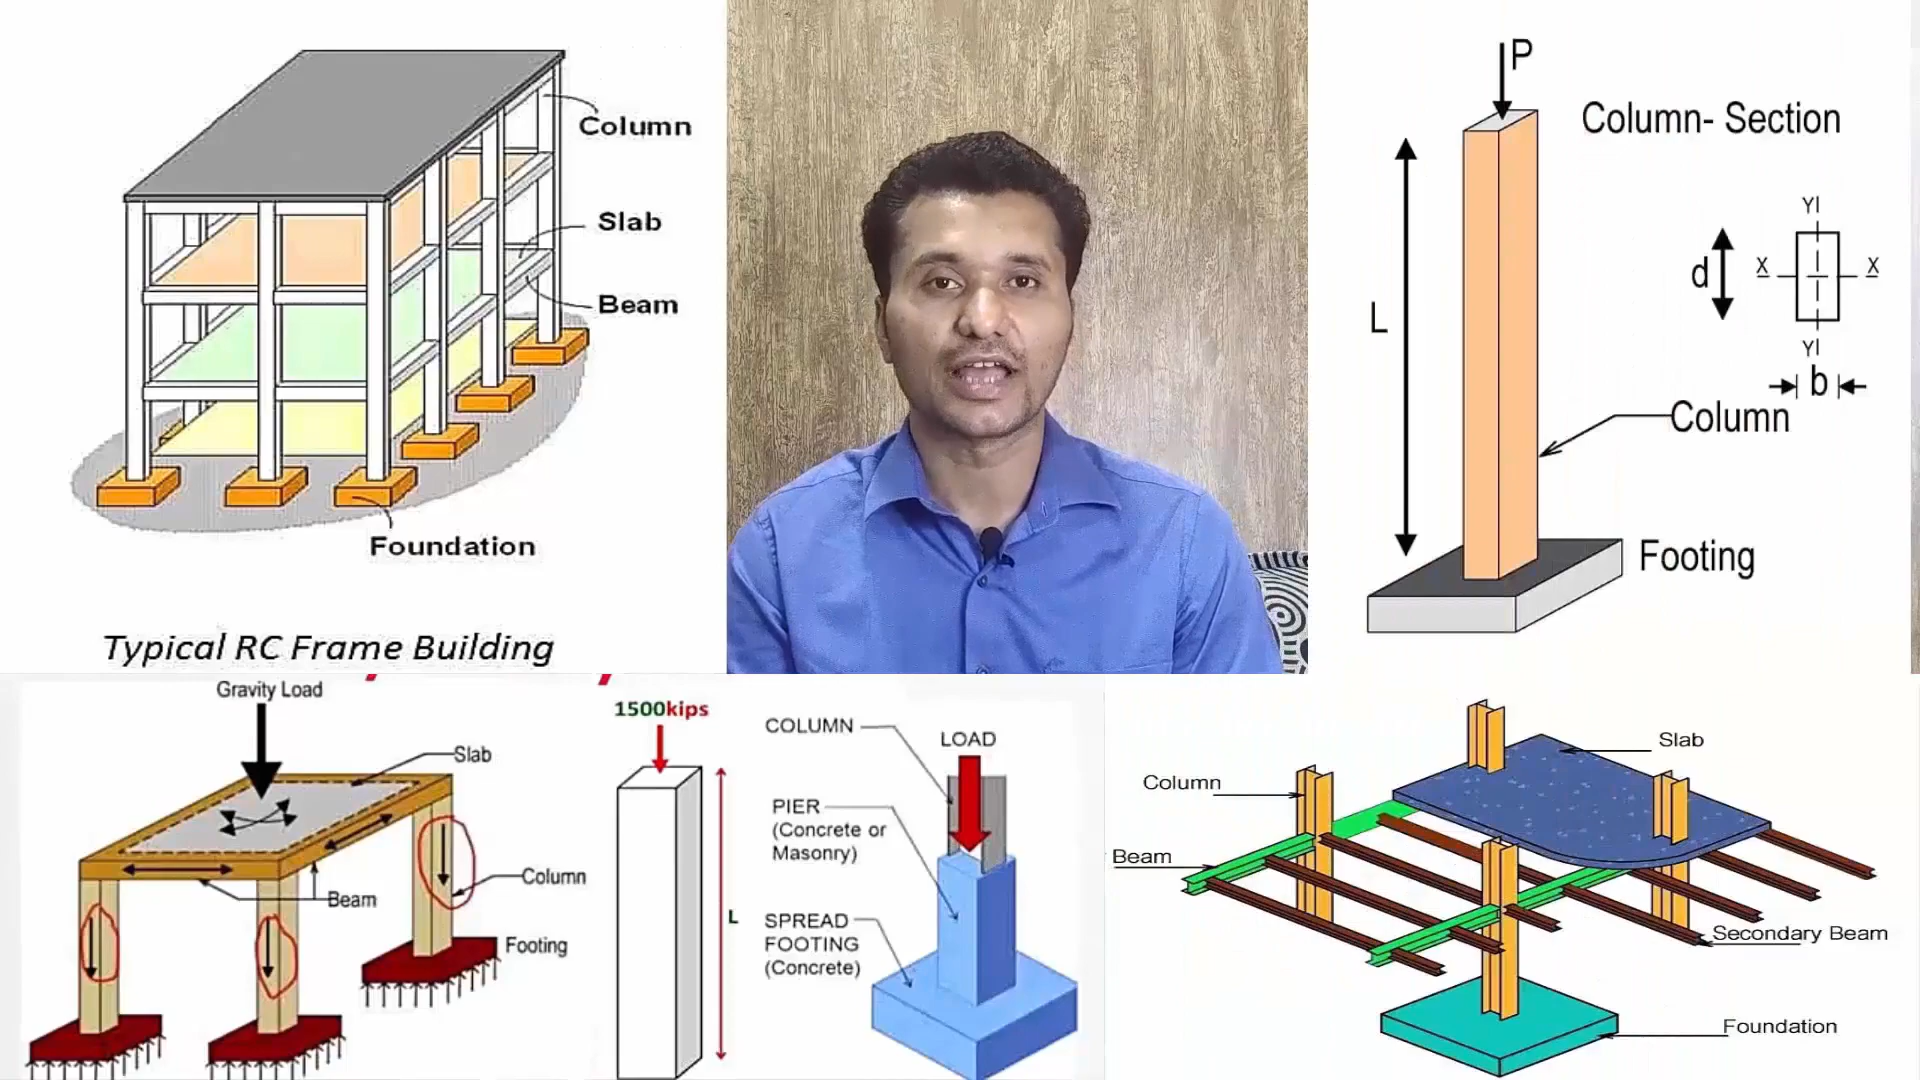 Column
Slab
Beam
Foundation
Typical RC Frame Building
P
Column- Section
L
Y
d
X
X
Y
b
Column
Footing
Gravity Load
Slab
Column
Beam
Footing
1500kips
L
COLUMN
LOAD
PIER
(Concrete or
Masonry)
SPREAD
FOOTING
(Concrete)
Slab
Column
Beam
Secondary Beam
Foundation